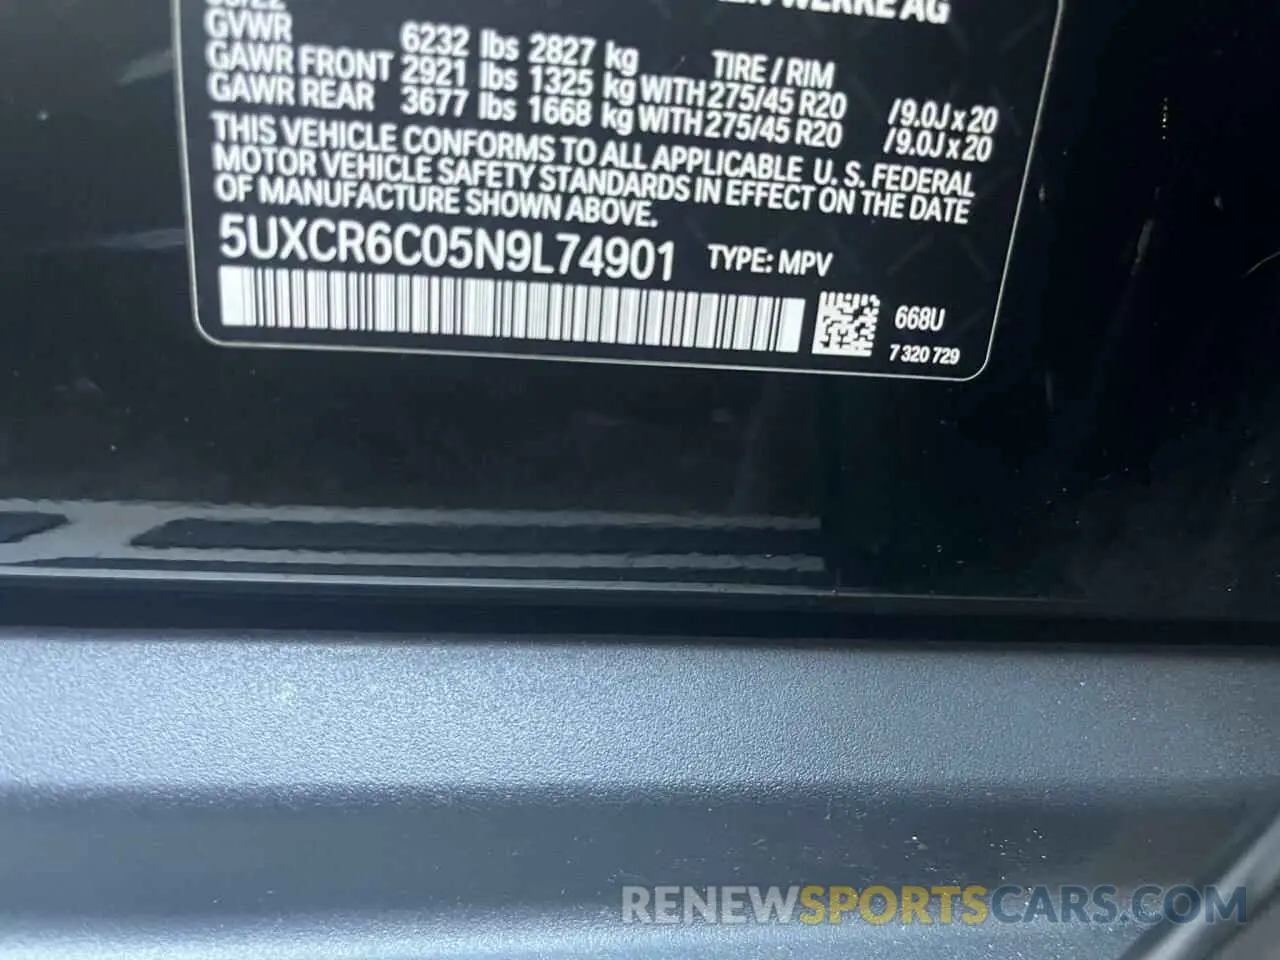 WERKE AG
GVWR 6232 lbs 2827 kg TIRE / RIM
GAWR FRONT 2921 lbs 1325 kg WITH 275/45 R20 /9.0J x 20
GAWR REAR 3677 lbs 1668 kg WITH 275/45 R20 /9.0J x 20
THIS VEHICLE CONFORMS TO ALL APPLICABLE U. S. FEDERAL
MOTOR VEHICLE SAFETY STANDARDS IN EFFECT ON THE DATE
OF MANUFACTURE SHOWN ABOVE.
5UXCR6C05N9L74901 TYPE: MPV
668U
7 320 729
RENEWSPORTSCARS.COM